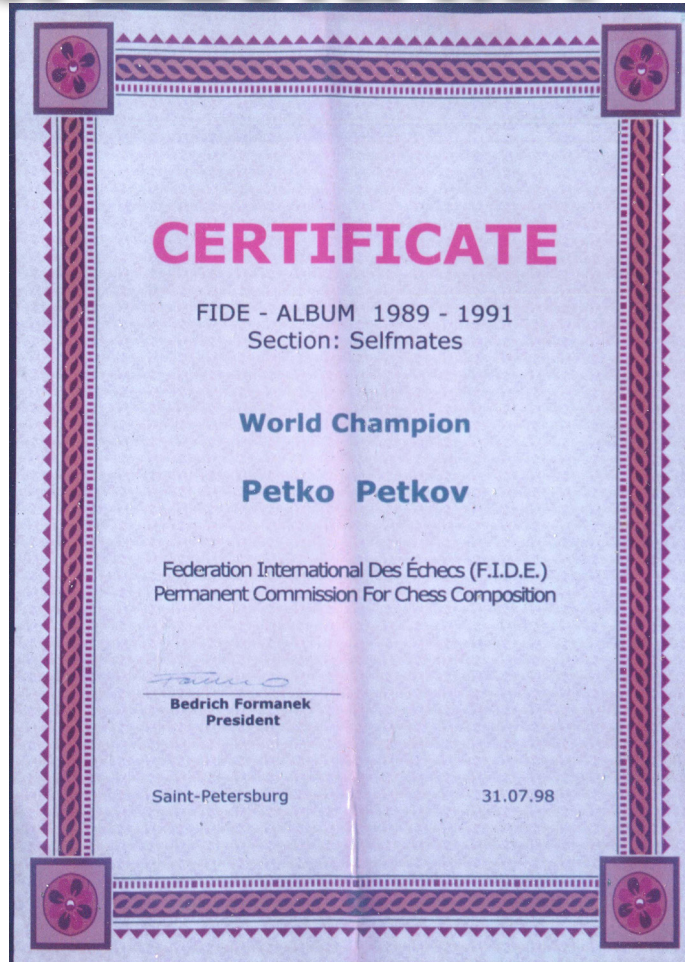 CERTIFICATE
FIDE - ALBUM 1989 - 1991
Section: Selfmates
World Champion
Petko Petkov
Federation International Des Échecs (F.I.D.E.)
Permanent Commission For Chess Composition
Bedrich Formanek
President
Saint-Petersburg 31.07.98